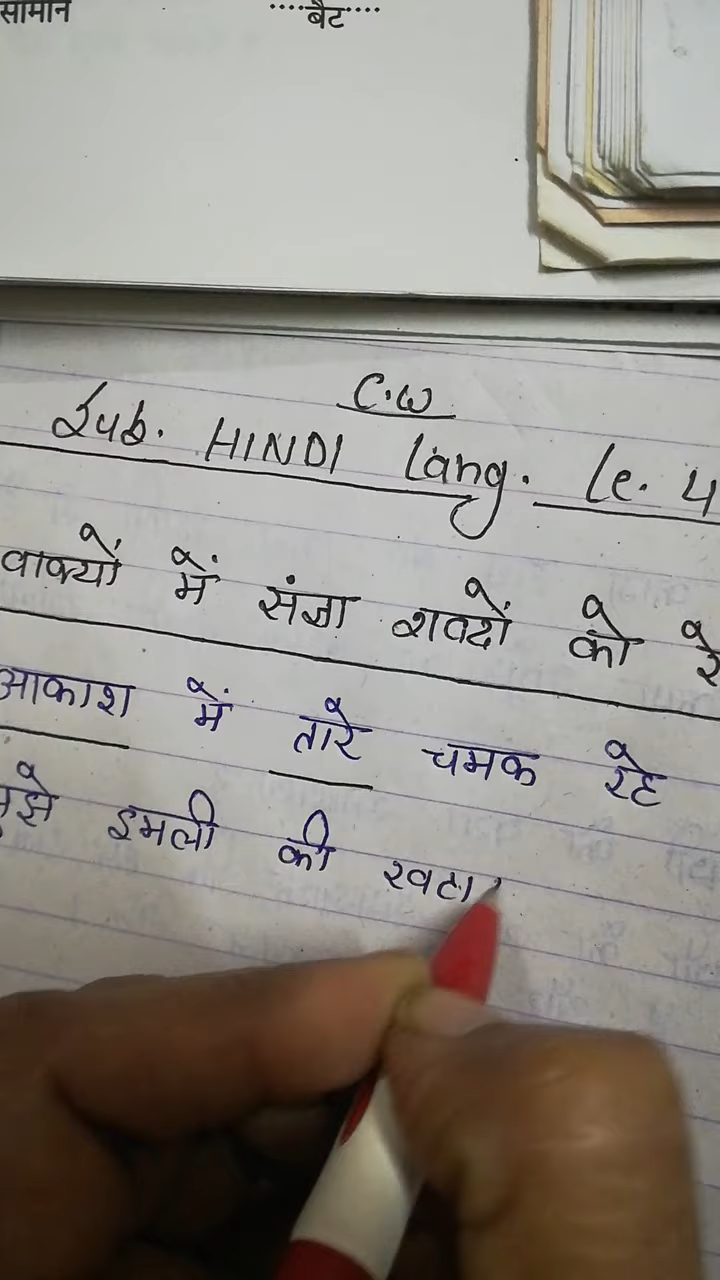 सामान ....बैट....
C.W
Sub. HINDI Lang. Le. 4
वाक्यों में संज्ञा शब्दों को रे
आकाश में तारे चमक रहे
मुझे इमली की खटा